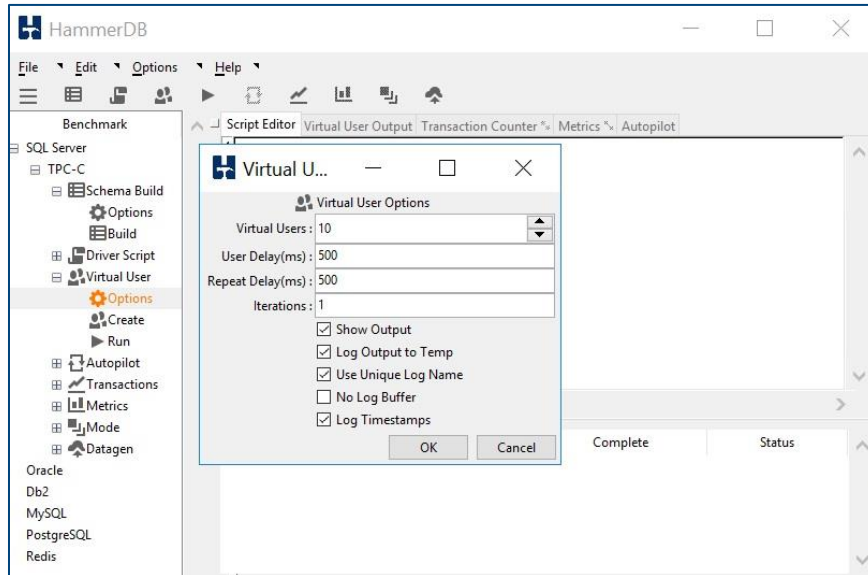 HammerDB
File Edit Options Help
Benchmark
Script Editor Virtual User Output Transaction Counter Metrics Autopilot
SQL Server
TPC-C
Schema Build
Options
Build
Driver Script
Virtual User
Options
Create
Run
Autopilot
Transactions
Metrics
Mode
Datagen
Oracle
Db2
MySQL
PostgreSQL
Redis
Virtual U...
Virtual User Options
Virtual Users : 10
User Delay(ms) : 500
Repeat Delay(ms) : 500
Iterations : 1
Show Output
Log Output to Temp
Use Unique Log Name
No Log Buffer
Log Timestamps
OK Cancel
Complete Status